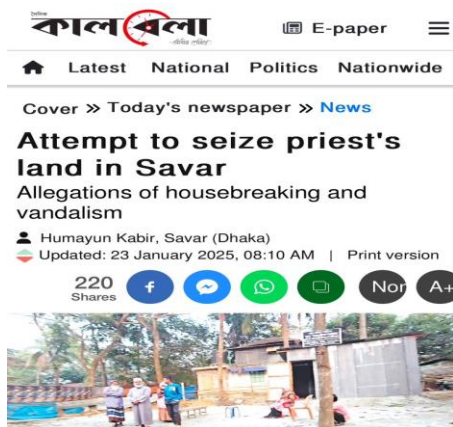 কালবেলা
E-paper
Latest National Politics Nationwide
Cover » Today's newspaper » News
Attempt to seize priest's
land in Savar
Allegations of housebreaking and
vandalism
Humayun Kabir, Savar (Dhaka)
Updated: 23 January 2025, 08:10 AM | Print version
220
Shares
Nor
A+